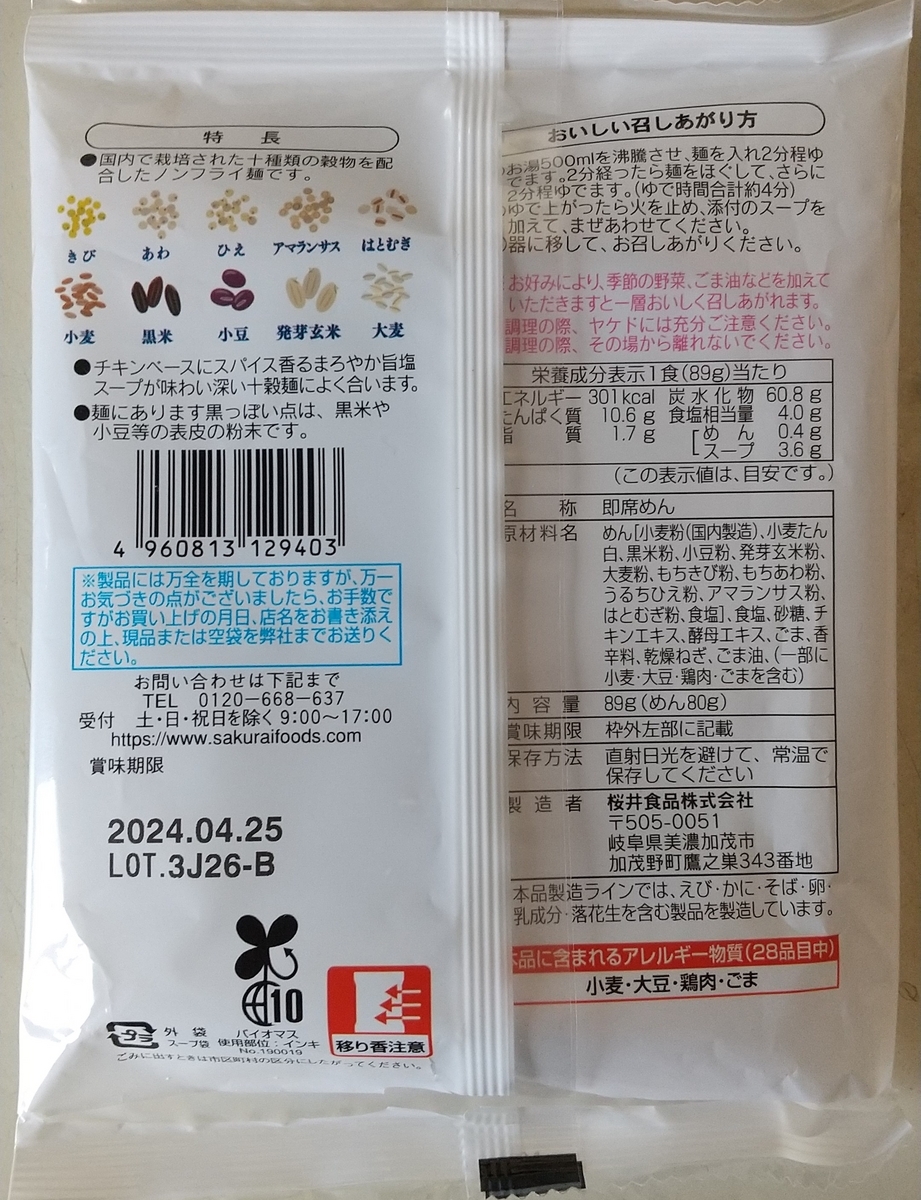 特 長
●国内で栽培された十種類の穀物を配
合したノンフライ麺です。
きび
あわ
ひえ
アマランサス
はとむぎ
小麦
黒米
小豆
発芽玄米
大麦
●チキンベースにスパイス香るまろやか旨塩
スープが味わい深い十穀麺によく合います。
●麺にあります黒っぽい点は、黒米や
小豆等の表皮の粉末です。
4 960813 129403
※製品には万全を期しておりますが、万一
お気づきの点がございましたら、お手数で
すがお買い上げの月日、店名をお書き添え
の上、現品または空袋を弊社までお送りく
ださい。
お問い合わせは下記まで
TEL 0120-668-637
受付 土・日・祝日を除く 9:00~17:00
https://www.sakuraifoods.com
賞味期限
2024.04.25
LOT.3J26-B
10
プラ
外 袋
スープ袋
バイオマス
使用部位：インキ
No.190019
移り香注意
ごみに出すときは市区町村の区分にしたがってください。
おいしい召しあがり方
お湯500mlを沸騰させ、麺を入れ2分程ゆ
でます。2分経ったら麺をほぐして、さらに
2分程ゆでます。(ゆで時間合計約4分)
ゆで上がったら火を止め、添付のスープを
加えて、まぜあわせてください。
器に移して、お召しあがりください。
お好みにより、季節の野菜、ごま油などを加えて
いただきますと一層おいしく召しあがれます。
調理の際、ヤケドには充分ご注意ください。
調理の際、その場から離れないでください。
栄養成分表示1食(89g)当たり
エネルギー 301kcal 炭水化物 60.8g
たんぱく質 10.6g 食塩相当量 4.0g
脂 質 1.7g [めん 0.4g
スープ 3.6g
(この表示値は、目安です。)
名 称 即席めん
原材料名 めん[小麦粉(国内製造)、小麦たん
白、黒米粉、小豆粉、発芽玄米粉、
大麦粉、もちきび粉、もちあわ粉、
うるちひえ粉、アマランサス粉、
はとむぎ粉、食塩]、食塩、砂糖、チ
キンエキス、酵母エキス、ごま、香
辛料、乾燥ねぎ、ごま油、(一部に
小麦・大豆・鶏肉・ごまを含む)
内容量 89g(めん80g)
賞味期限 枠外左部に記載
保存方法 直射日光を避けて、常温で
保存してください
製造者 桜井食品株式会社
〒505-0051
岐阜県美濃加茂市
加茂野町鷹之巣343番地
本品製造ラインでは、えび・かに・そば・卵・
乳成分・落花生を含む製品を製造しています。
本品に含まれるアレルギー物質(28品目中)
小麦・大豆・鶏肉・ごま